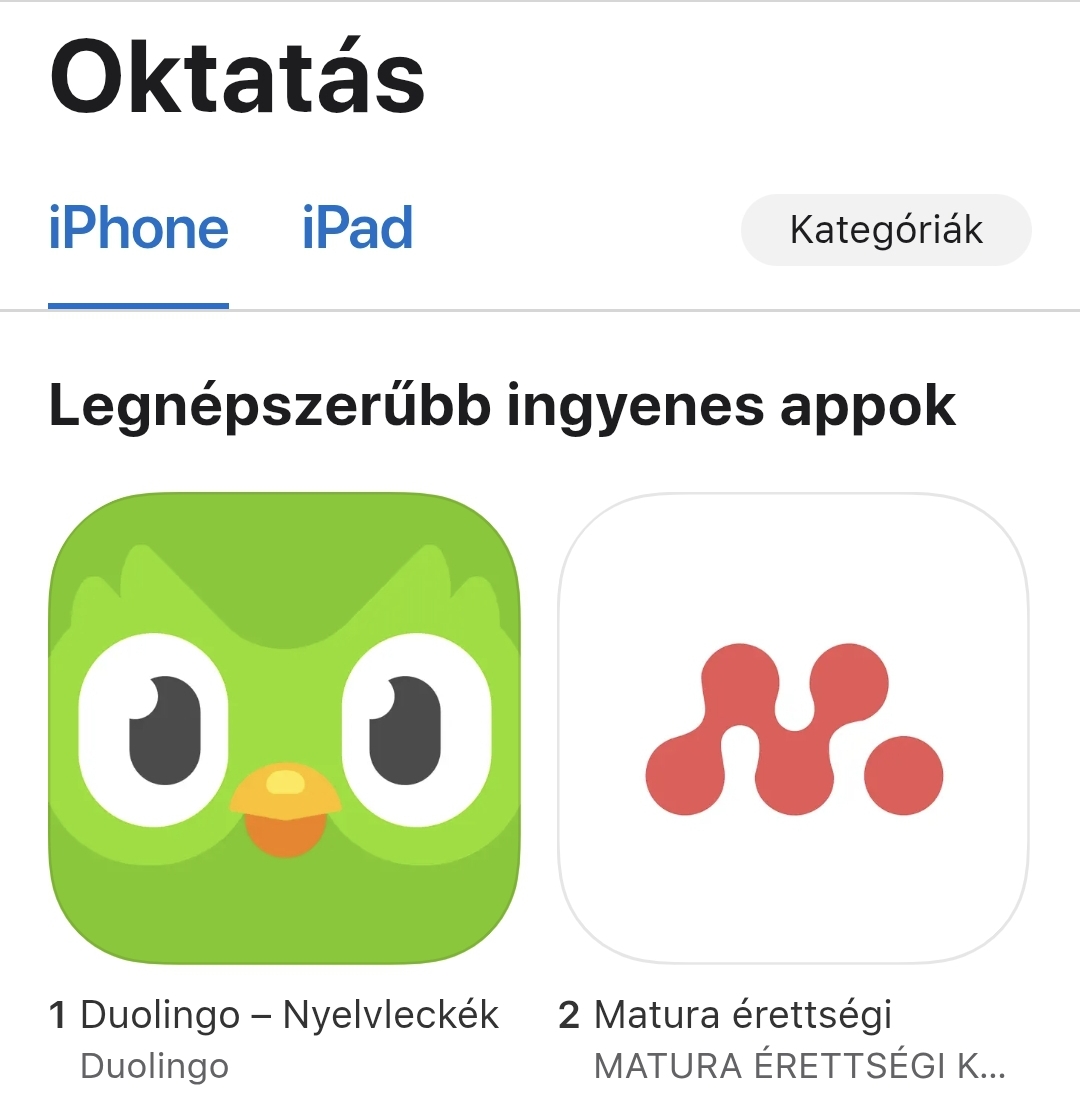 Oktatás
iPhone iPad Kategóriák
Legnépszerűbb ingyenes appok
1 Duolingo – Nyelvleckék
Duolingo
2 Matura érettségi
MATURA ÉRETTSÉGI K...